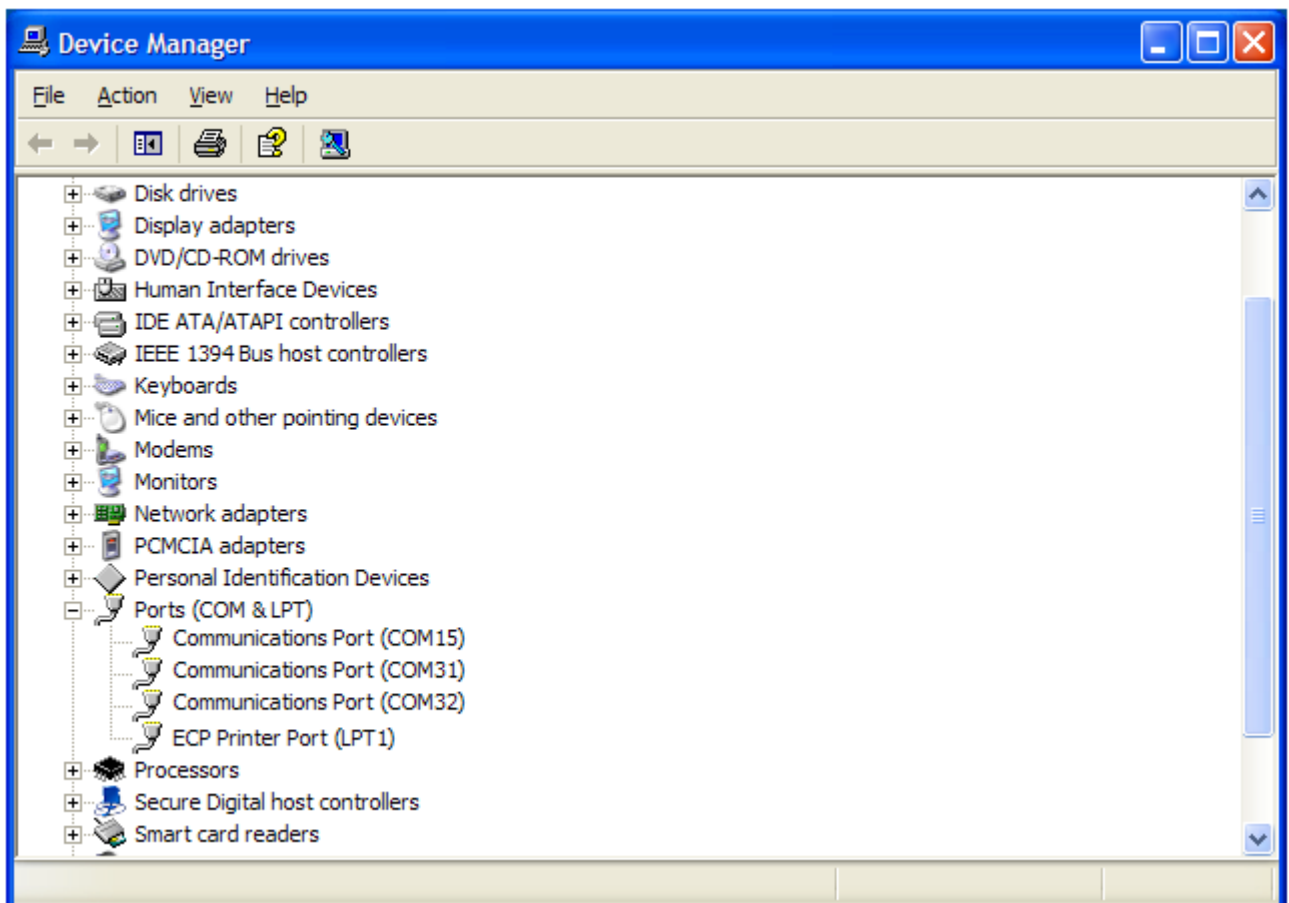 Device Manager
File Action View Help
Disk drives
Display adapters
DVD/CD-ROM drives
Human Interface Devices
IDE ATA/ATAPI controllers
IEEE 1394 Bus host controllers
Keyboards
Mice and other pointing devices
Modems
Monitors
Network adapters
PCMCIA adapters
Personal Identification Devices
Ports (COM & LPT)
Communications Port (COM15)
Communications Port (COM31)
Communications Port (COM32)
ECP Printer Port (LPT1)
Processors
Secure Digital host controllers
Smart card readers